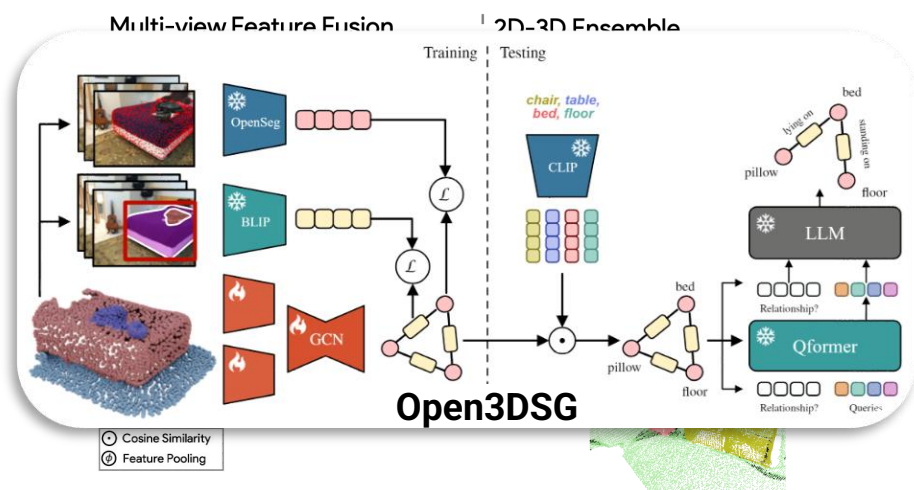 Multi-view Feature Fusion
2D-3D Ensemble
Training
Testing
OpenSeg
BLIP
GCN
ℒ
ℒ
chair, table,
bed, floor
CLIP
bed
pillow
floor
bed
lying on
standing on
pillow
floor
LLM
Relationship?
Qformer
Relationship?
Queries
Open3DSG
Cosine Similarity
Feature Pooling